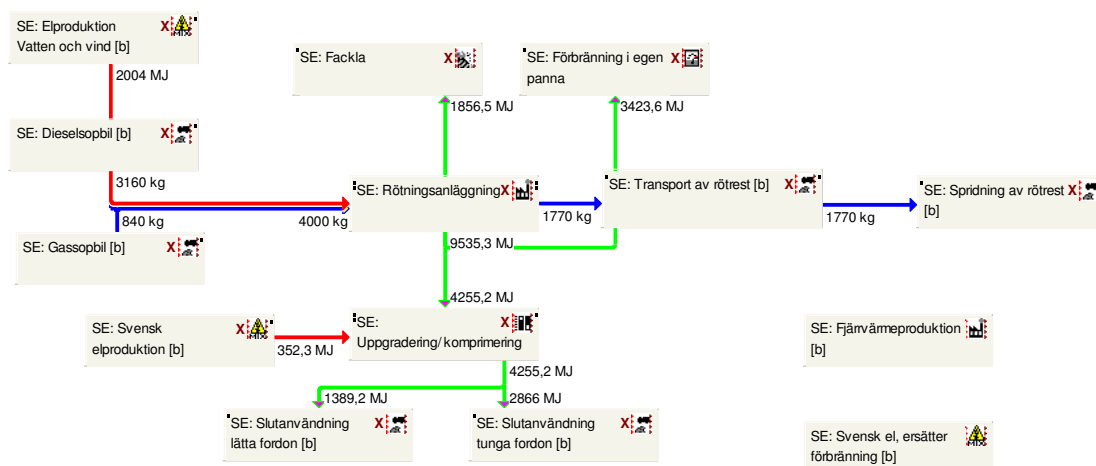 SE: Elproduktion
Vatten och vind [b]
X
MIX
2004 MJ
SE: Fackla
X
SE: Förbränning i egen
panna
X
1856,5 MJ
3423,6 MJ
SE: Dieselsopbil [b]
X
3160 kg
SE: Rötningsanläggning
X
SE: Transport av rötrest [b]
X
SE: Spridning av rötrest
[b]
X
840 kg
4000 kg
1770 kg
1770 kg
SE: Gassopbil [b]
X
9535,3 MJ
4255,2 MJ
SE: Svensk
elproduktion [b]
X
MIX
352,3 MJ
SE:
Uppgradering/ komprimering
X
SE: Fjärrvärmeproduktion
[b]
4255,2 MJ
1389,2 MJ
2866 MJ
SE: Slutanvändning
lätta fordon [b]
X
SE: Slutanvändning
tunga fordon [b]
X
SE: Svensk el, ersätter
förbränning [b]
MIX